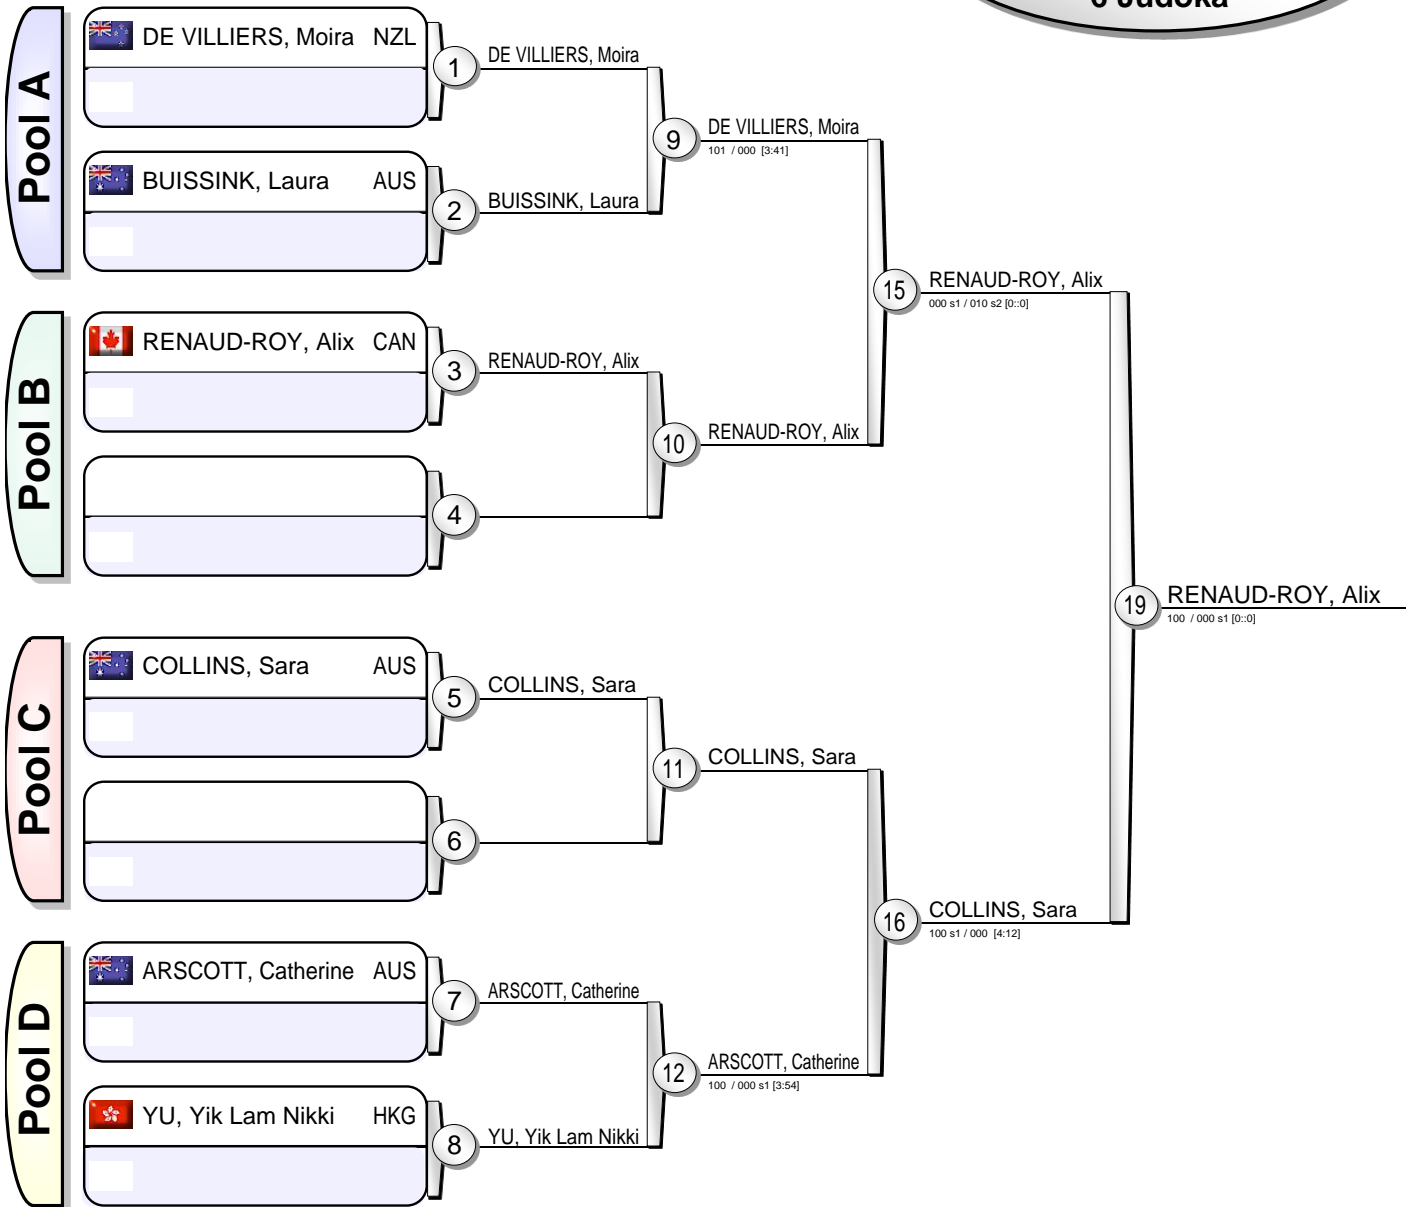 6 Judoka
Pool A
DE VILLIERS, Moira NZL
1
DE VILLIERS, Moira
BUISSINK, Laura AUS
2
BUISSINK, Laura
9
DE VILLIERS, Moira
101 / 000 [3:41]
Pool B
RENAUD-ROY, Alix CAN
3
RENAUD-ROY, Alix
4
10
RENAUD-ROY, Alix
15
RENAUD-ROY, Alix
000 s1 / 010 s2 [0::0]
Pool C
COLLINS, Sara AUS
5
COLLINS, Sara
6
11
COLLINS, Sara
Pool D
ARSCOTT, Catherine AUS
7
ARSCOTT, Catherine
YU, Yik Lam Nikki HKG
8
YU, Yik Lam Nikki
12
ARSCOTT, Catherine
100 / 000 s1 [3:54]
16
COLLINS, Sara
100 s1 / 000 [4:12]
19
RENAUD-ROY, Alix
100 / 000 s1 [0::0]